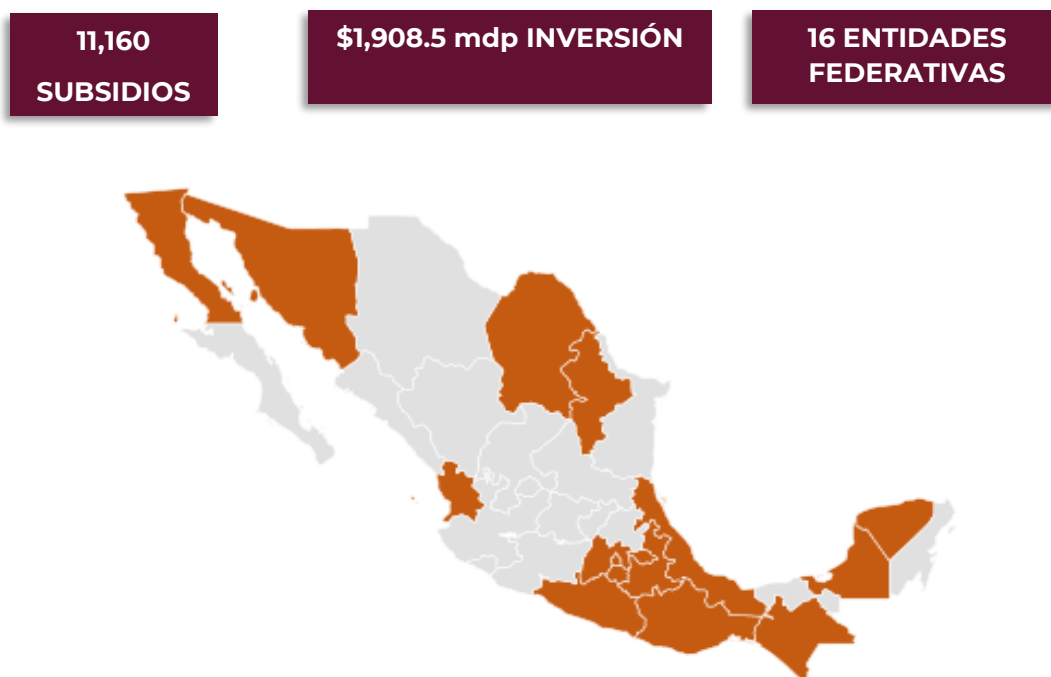 11,160
SUBSIDIOS
$1,908.5 mdp INVERSIÓN
16 ENTIDADES
FEDERATIVAS